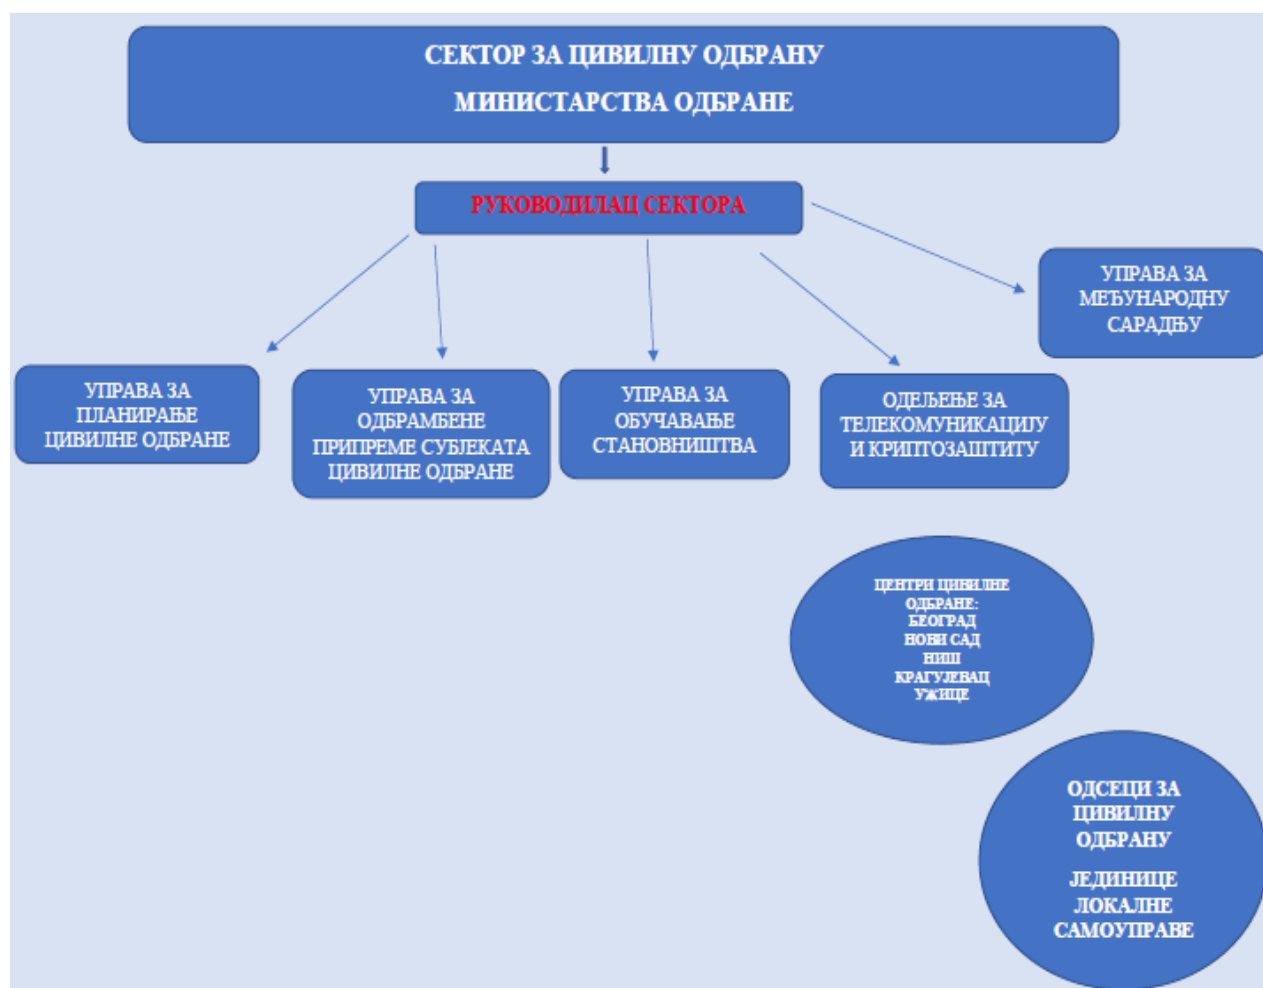 СЕКТОР ЗА ЦИВИЛНУ ОДБРАНУ
МИНИСТАРСТВА ОДБРАНЕ
РУКОВОДИЛАЦ СЕКТОРА
УПРАВА ЗА
МЕЂУНАРОДНУ
САРАДЊУ
УПРАВА ЗА
ПЛАНИРАЊЕ
ЦИВИЛНЕ ОДБРАНЕ
УПРАВА ЗА
ОДБРАМБЕНЕ
ПРИПРЕМЕ СУБЈЕКАТА
ЦИВИЛНЕ ОДБРАНЕ
УПРАВА ЗА
ОБУЧАВАЊЕ
СТАНОВНИШТВА
ОДЕЉЕЊЕ ЗА
ТЕЛЕКОМУНИКАЦИЈУ
И КРИПТОЗАШТИТУ
ЦЕНТРИ ЦИВИЛНЕ
ОДБРАНЕ:
БЕОГРАД
НОВИ САД
НИШ
КРАГУЈЕВАЦ
УЖИЦЕ
ОДСЕЦИ ЗА
ЦИВИЛНУ
ОДБРАНУ
ЈЕДИНИЦЕ
ЛОКАЛНЕ
САМОУПРАВЕ